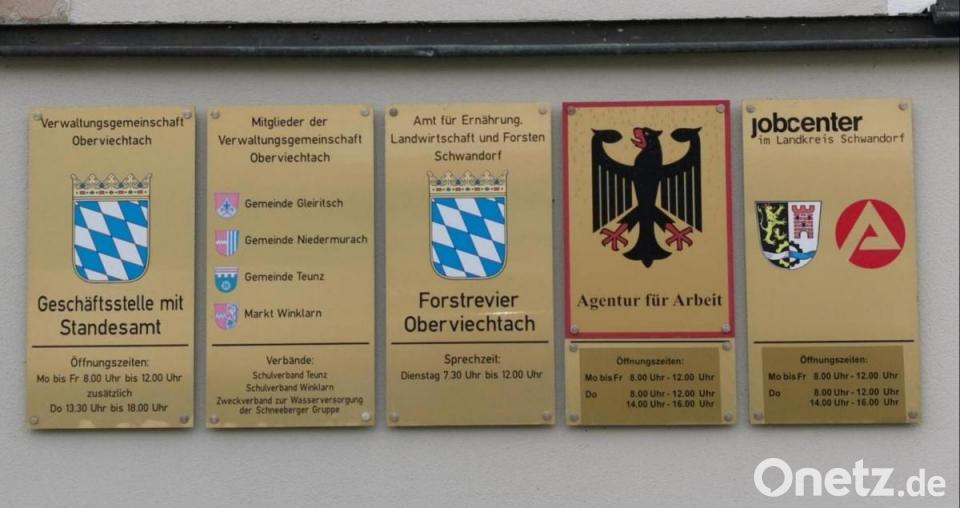 Verwaltungsgemeinschaft
Oberviechtach
Geschäftsstelle mit
Standesamt
Öffnungszeiten:
Mo bis Fr 8.00 Uhr bis 12.00 Uhr
zusätzlich
Do 13.30 Uhr bis 18.00 Uhr
Mitglieder der
Verwaltungsgemeinschaft
Oberviechtach
Gemeinde Gleiritsch
Gemeinde Niedermurach
Gemeinde Teunz
Markt Winklarn
Verbände:
Schulverband Teunz
Schulverband Winklarn
Zweckverband zur Wasserversorgung
der Schneeberger Gruppe
Amt für Ernährung,
Landwirtschaft und Forsten
Schwandorf
Forstrevier
Oberviechtach
Sprechzeit:
Dienstag 7.30 Uhr bis 12.00 Uhr
Agentur für Arbeit
Öffnungszeiten:
Mo bis Fr 8.00 Uhr - 12.00 Uhr
Do 8.00 Uhr - 12.00 Uhr
14.00 Uhr - 16.00 Uhr
jobcenter
im Landkreis Schwandorf
Öffnungszeiten:
Mo bis Fr 8.00 Uhr - 12.00 Uhr
Do 8.00 Uhr - 12.00 Uhr
14.00 Uhr - 16.00 Uhr
Onetz.de